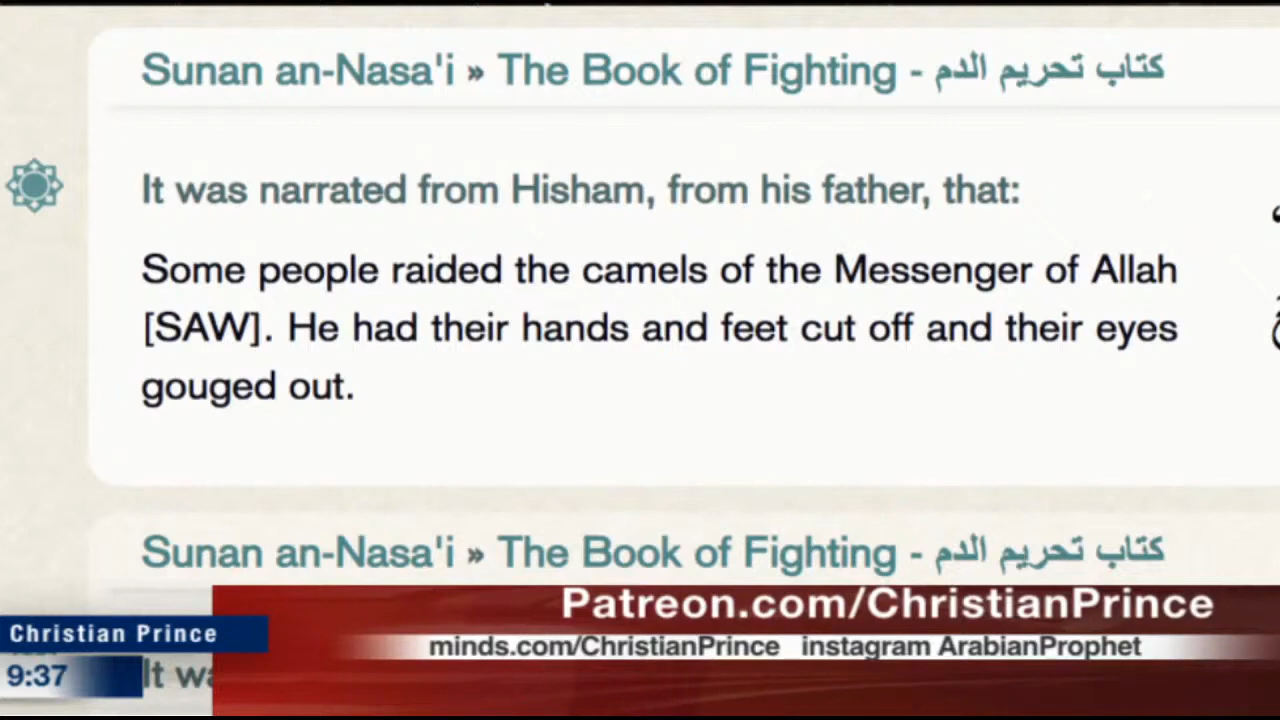 Sunan an-Nasa'i » The Book of Fighting - كتاب تحريم الدم
It was narrated from Hisham, from his father, that:
Some people raided the camels of the Messenger of Allah
[SAW]. He had their hands and feet cut off and their eyes
gouged out.
Sunan an-Nasa'i » The Book of Fighting - كتاب تحريم الدم
Patreon.com/ChristianPrince
Christian Prince
minds.com/ChristianPrince instagram ArabianProphet
9:37
It